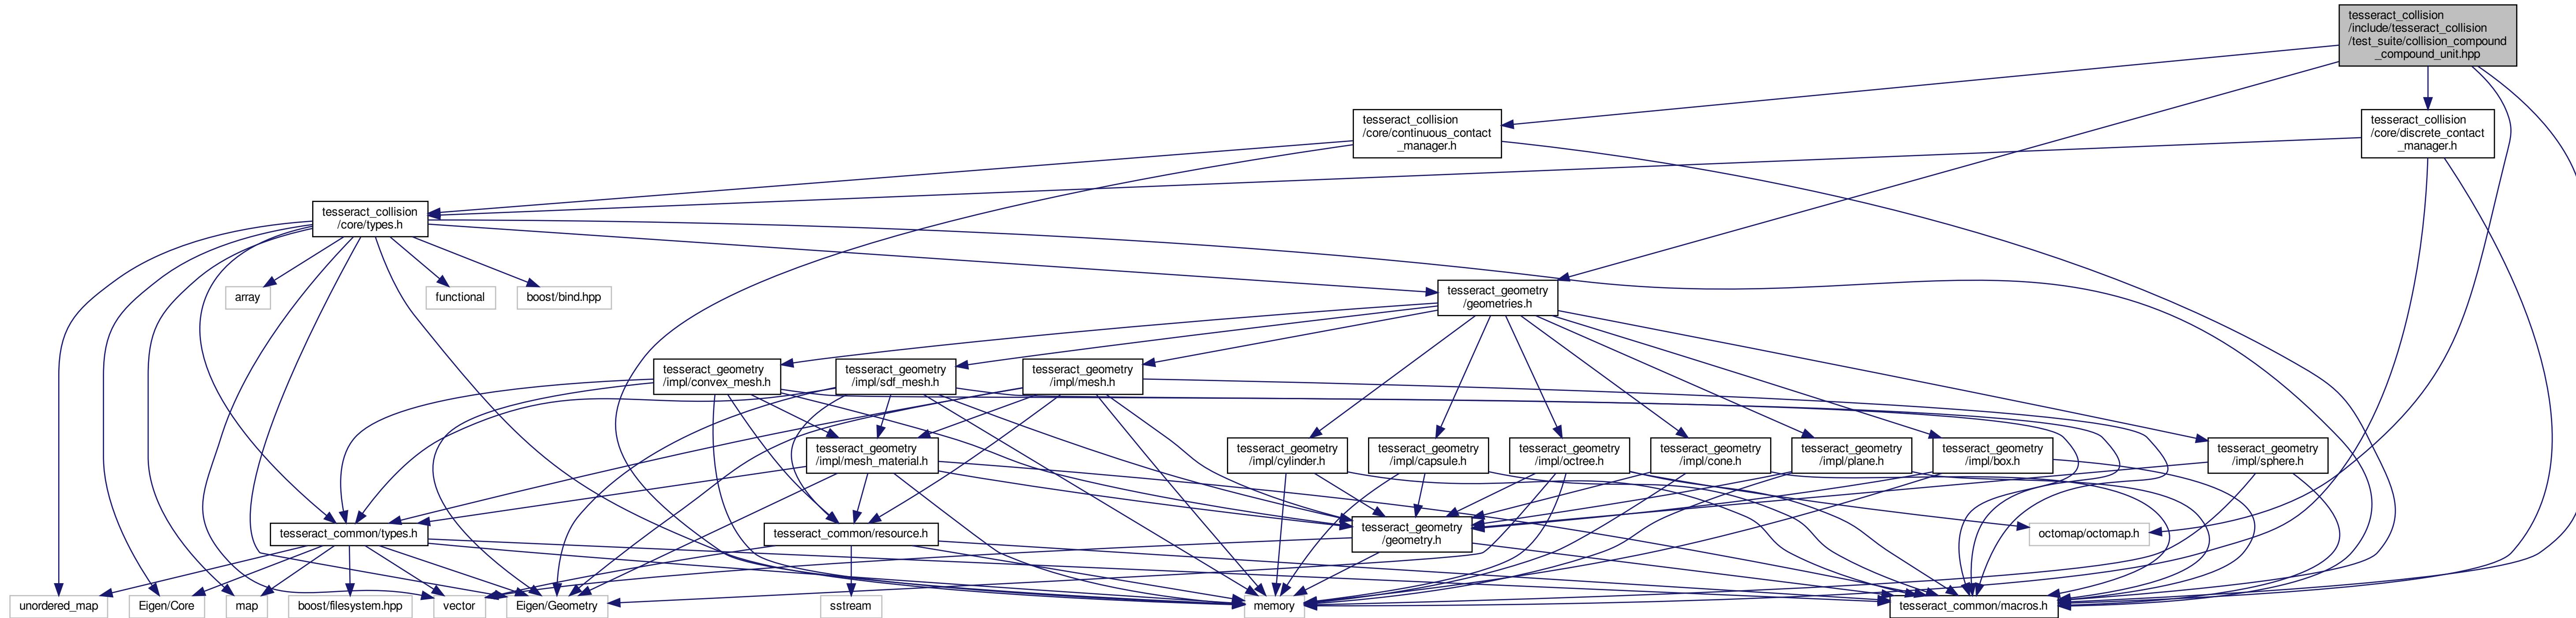 tesseract_collision
/include/tesseract_collision
/test_suite/collision_compound
_compound_unit.hpp
tesseract_collision
/core/continuous_contact
_manager.h
tesseract_collision
/core/discrete_contact
_manager.h
tesseract_collision
/core/types.h
array
functional
boost/bind.hpp
tesseract_geometry
/geometries.h
tesseract_geometry
/impl/convex_mesh.h
tesseract_geometry
/impl/sdf_mesh.h
tesseract_geometry
/impl/mesh.h
tesseract_geometry
/impl/mesh_material.h
tesseract_geometry
/impl/cylinder.h
tesseract_geometry
/impl/capsule.h
tesseract_geometry
/impl/octree.h
tesseract_geometry
/impl/cone.h
tesseract_geometry
/impl/plane.h
tesseract_geometry
/impl/box.h
tesseract_geometry
/impl/sphere.h
tesseract_common/types.h
tesseract_common/resource.h
tesseract_geometry
/geometry.h
octomap/octomap.h
unordered_map
Eigen/Core
map
boost/filesystem.hpp
vector
Eigen/Geometry
sstream
memory
tesseract_common/macros.h